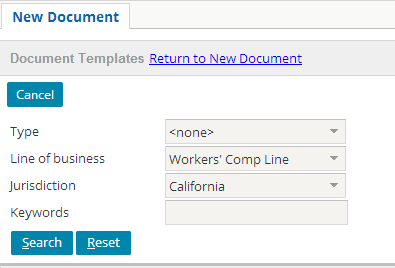 New Document
Document Templates Return to New Document
Cancel
Type <none>
Line of business Workers' Comp Line
Jurisdiction California
Keywords
Search Reset